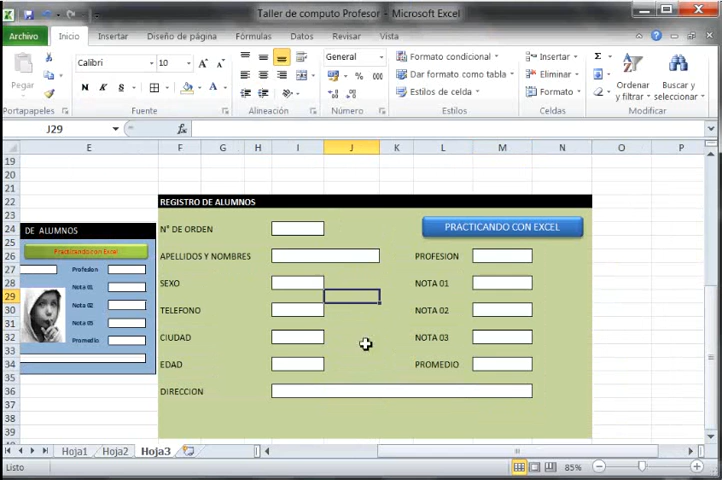 Taller de computo Profesor - Microsoft Excel
Archivo Inicio Insertar Diseño de página Fórmulas Datos Revisar Vista
Pegar
Calibri 10
N K S
General
% 000
Formato condicional
Dar formato como tabla
Estilos de celda
Insertar
Eliminar
Formato
Ordenar y filtrar
Buscar y seleccionar
Portapapeles Fuente Alineación Número Estilos Celdas Modificar
J29 fx
E F G H I J K L M N O P
19
20
21
22 REGISTRO DE ALUMNOS
23
24 DE ALUMNOS N° DE ORDEN PRACTICANDO CON EXCEL
25 Practicando con Excel
26 APELLIDOS Y NOMBRES PROFESION
27 Profesion
28 Nota 01 SEXO NOTA 01
29
30 Nota 02 TELEFONO NOTA 02
31 Nota 03
32 Promedio CIUDAD NOTA 03
33
34 EDAD PROMEDIO
35
36 DIRECCION
37
38
39
Hoja1 Hoja2 Hoja3
Listo 85%